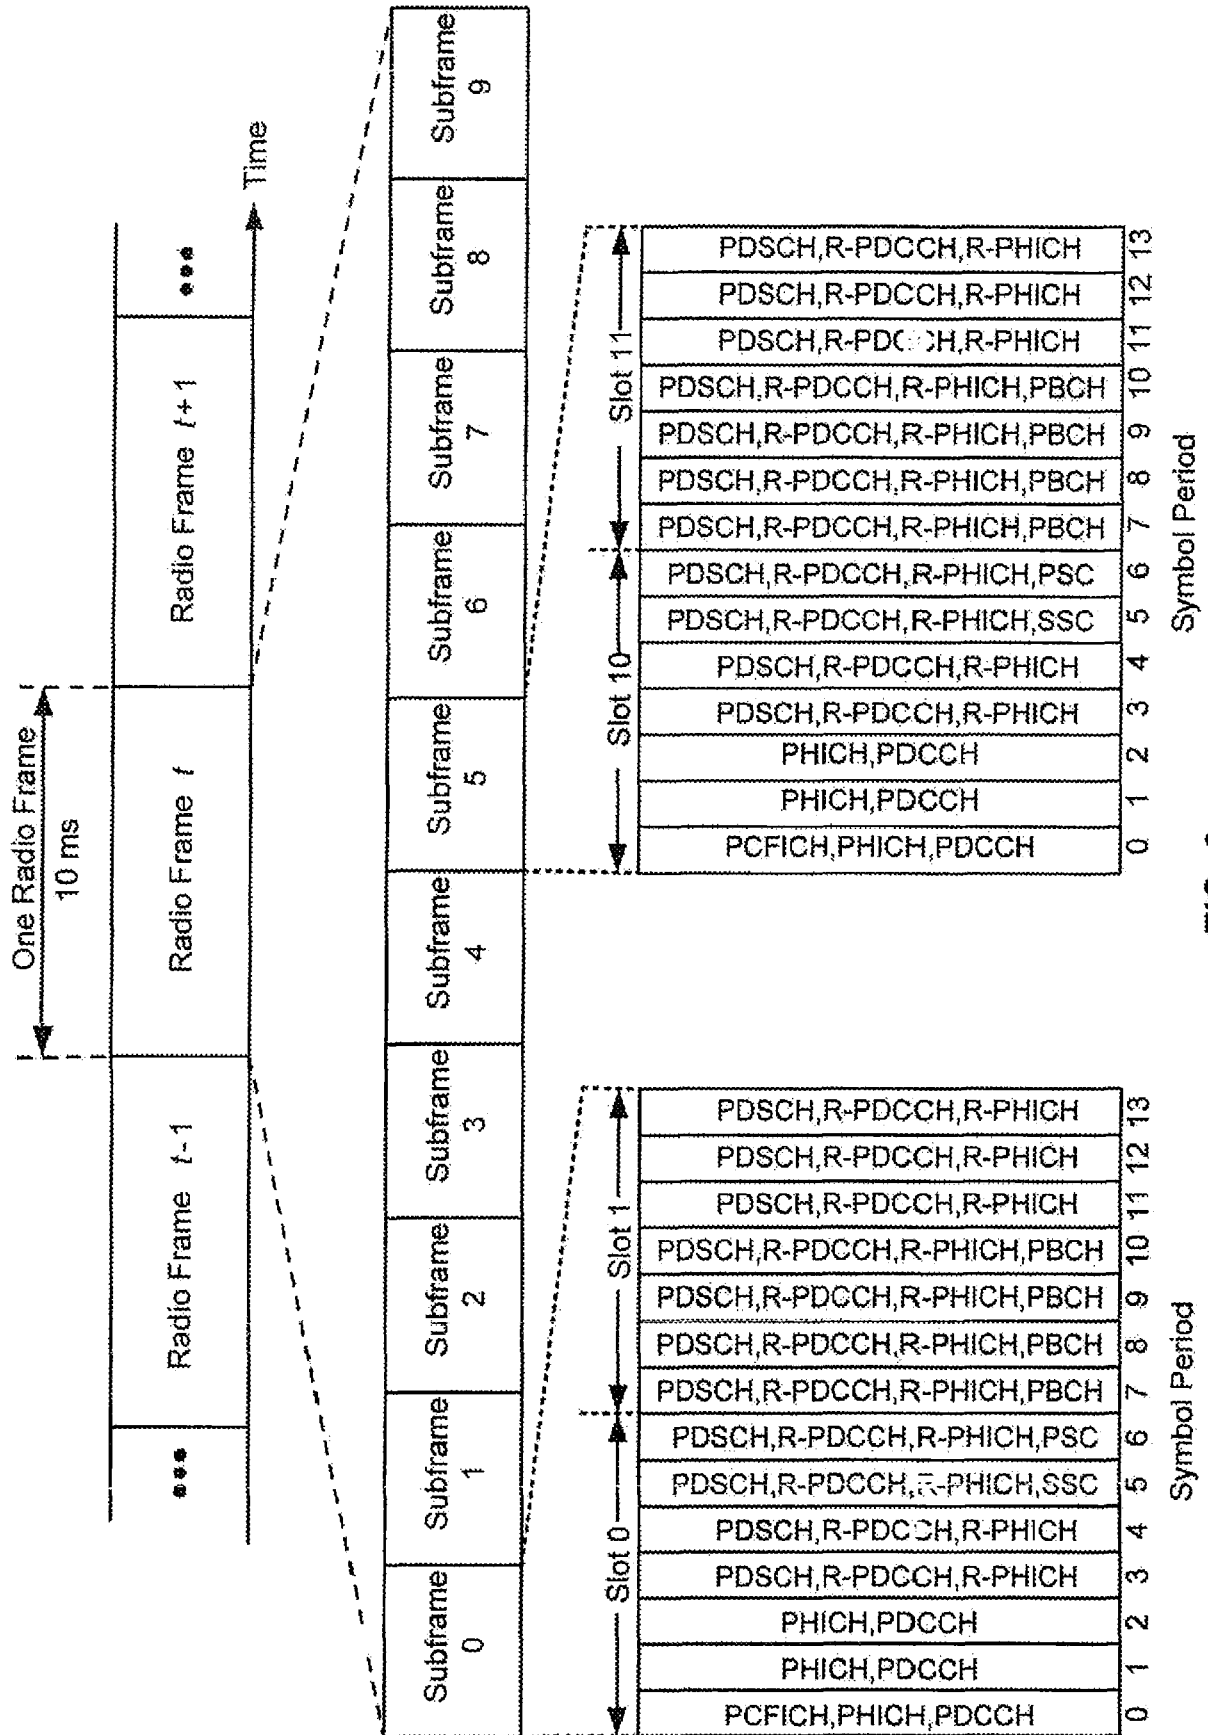 One Radio Frame
10 ms
••• Radio Frame t-1 Radio Frame t Radio Frame t+1 •••
Time
Subframe 0
Subframe 1
Subframe 2
Subframe 3
Subframe 4
Subframe 5
Subframe 6
Subframe 7
Subframe 8
Subframe 9
Slot 0
Slot 1
PCFICH,PHICH,PDCCH
PHICH,PDCCH
PHICH,PDCCH
PDSCH,R-PDCCH,R-PHICH
PDSCH,R-PDCCH,R-PHICH
PDSCH,R-PDCCH,R-PHICH,SSC
PDSCH,R-PDCCH,R-PHICH,PSC
PDSCH,R-PDCCH,R-PHICH,PBCH
PDSCH,R-PDCCH,R-PHICH,PBCH
PDSCH,R-PDCCH,R-PHICH,PBCH
PDSCH,R-PDCCH,R-PHICH,PBCH
PDSCH,R-PDCCH,R-PHICH
PDSCH,R-PDCCH,R-PHICH
PDSCH,R-PDCCH,R-PHICH
0 1 2 3 4 5 6 7 8 9 10 11 12 13
Symbol Period
Slot 10
Slot 11
PCFICH,PHICH,PDCCH
PHICH,PDCCH
PHICH,PDCCH
PDSCH,R-PDCCH,R-PHICH
PDSCH,R-PDCCH,R-PHICH
PDSCH,R-PDCCH,R-PHICH,SSC
PDSCH,R-PDCCH,R-PHICH,PSC
PDSCH,R-PDCCH,R-PHICH,PBCH
PDSCH,R-PDCCH,R-PHICH,PBCH
PDSCH,R-PDCCH,R-PHICH,PBCH
PDSCH,R-PDCCH,R-PHICH,PBCH
PDSCH,R-PDCCH,R-PHICH
PDSCH,R-PDCCH,R-PHICH
PDSCH,R-PDCCH,R-PHICH
0 1 2 3 4 5 6 7 8 9 10 11 12 13
Symbol Period